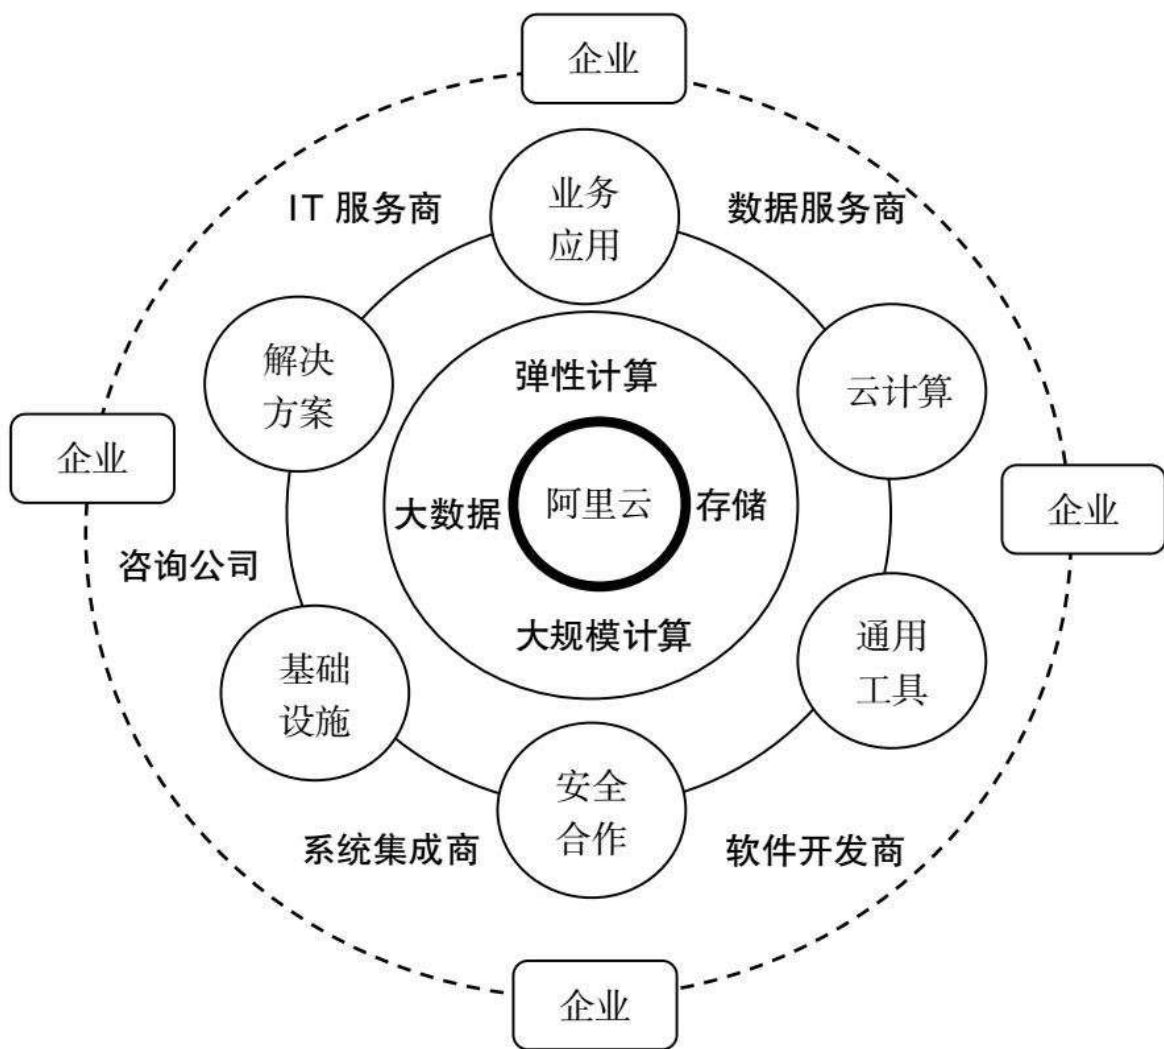 企业
业务
应用
IT 服务商
数据服务商
解决
方案
弹性计算
云计算
企业
大数据
阿里云
存储
企业
咨询公司
大规模计算
通用
工具
基础
设施
安全
合作
系统集成商
软件开发商
企业